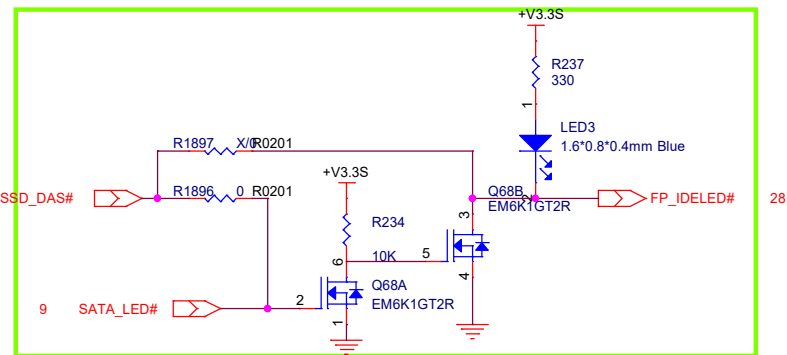 +V3.3S
R237
330
1
LED3
1.6*0.8*0.4mm Blue
2
R1897 X/0 R0201
SSD_DAS#
R1896 0 R0201
+V3.3S
Q68B
EM6K1GT2R
FP_IDELED# 28
R234
3
10K
6
5
4
Q68A
EM6K1GT2R
2
1
9 SATA_LED#